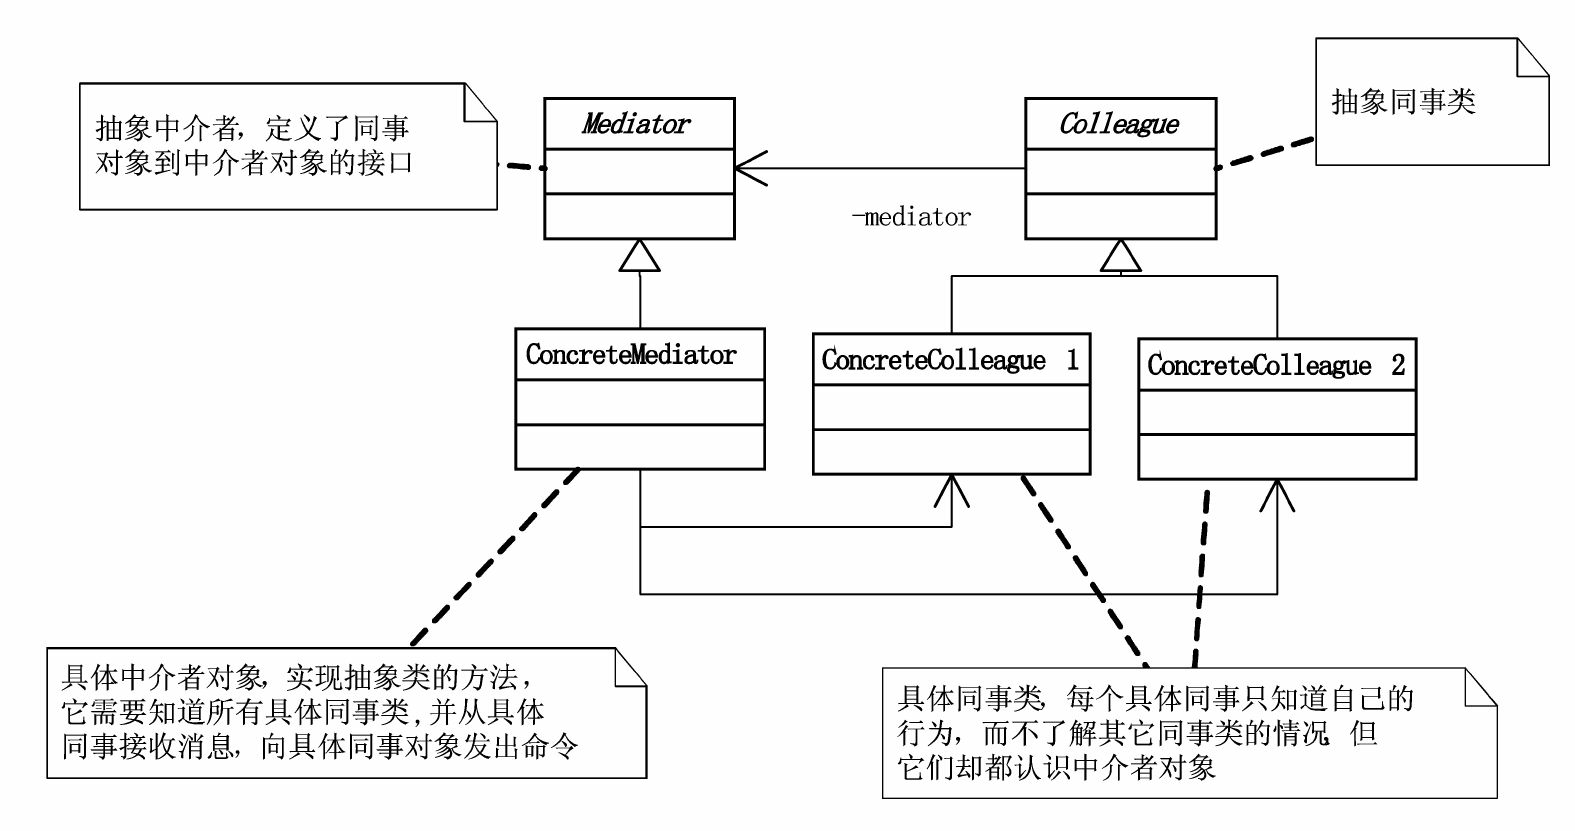 抽象中介者，定义了同事
对象到中介者对象的接口
Mediator
Colleague
抽象同事类
-mediator
ConcreteMediator
ConcreteColleague 1
ConcreteColleague 2
具体中介者对象，实现抽象类的方法，
它需要知道所有具体同事类，并从具体
同事接收消息，向具体同事对象发出命令
具体同事类，每个具体同事只知道自己的
行为，而不了解其它同事类的情况，但
它们却都认识中介者对象